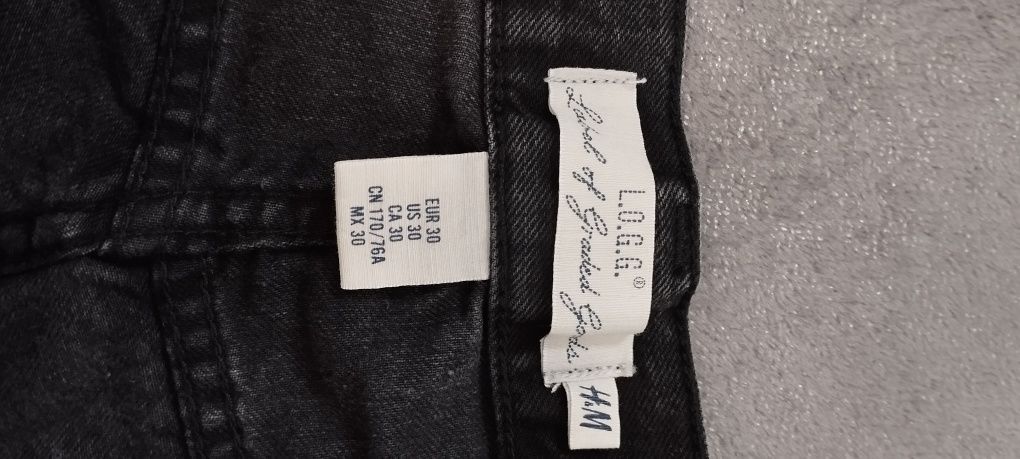 L.O.G.G.®
Label of Graded Goods.
H&M
EUR 30
US 30
CA 30
CN 170/76A
MX 30